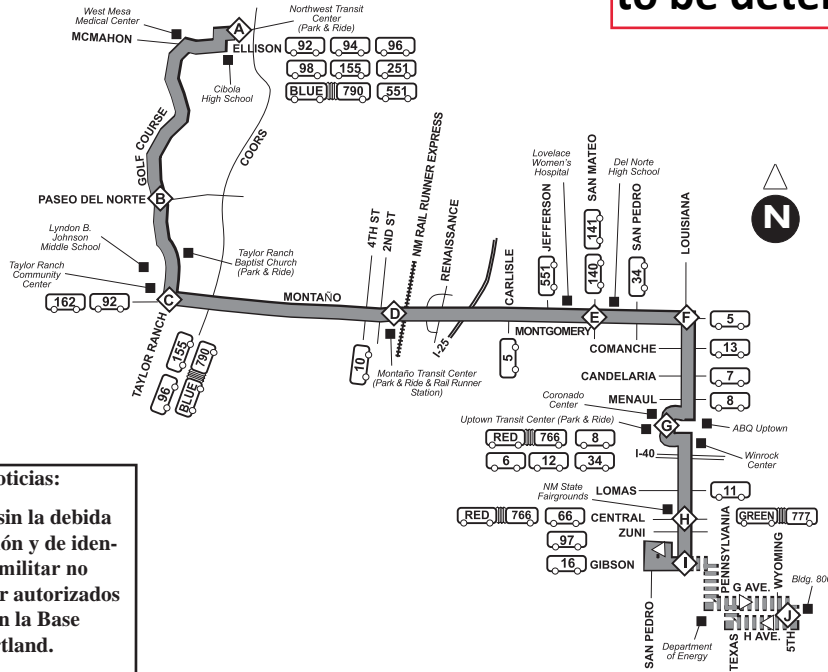 to be deter
West Mesa
Medical Center
MCMAHON
A
Northwest Transit
Center
(Park & Ride)
ELLISON
92 94 96
98 155 251
BLUE 790 551
Cibola
High School
GOLF COURSE
COORS
PASEO DEL NORTE
B
Lyndon B.
Johnson
Middle School
Taylor Ranch
Community
Center
Taylor Ranch
Baptist Church
(Park & Ride)
162 92
C
TAYLOR RANCH
155
96
BLUE 790
MONTAÑO
4TH ST
2ND ST
NM RAIL RUNNER EXPRESS
RENAISSANCE
I-25
D
10
Montaño Transit Center
(Park & Ride & Rail Runner
Station)
CARLISLE
5
JEFFERSON
551
Lovelace
Women's
Hospital
SAN MATEO
141
140
Del Norte
High School
SAN PEDRO
34
LOUISIANA
N
MONTGOMERY
E
F
5
COMANCHE
13
CANDELARIA
7
MENAUL
8
Coronado
Center
Uptown Transit Center (Park & Ride)
G
ABQ Uptown
RED 766 8
6 12 34
I-40
Winrock
Center
NM State
Fairgrounds
LOMAS
11
RED 766 66
CENTRAL
H
GREEN 777
ZUNI
97
16
GIBSON
I
SAN PEDRO
PENNSYLVANIA
WYOMING
G AVE.
H AVE.
J
Bldg. 800
5TH
TEXAS
Department
of Energy
oticias:
sin la debida
ión y de iden-
militar no
r autorizados
n la Base
rtland.